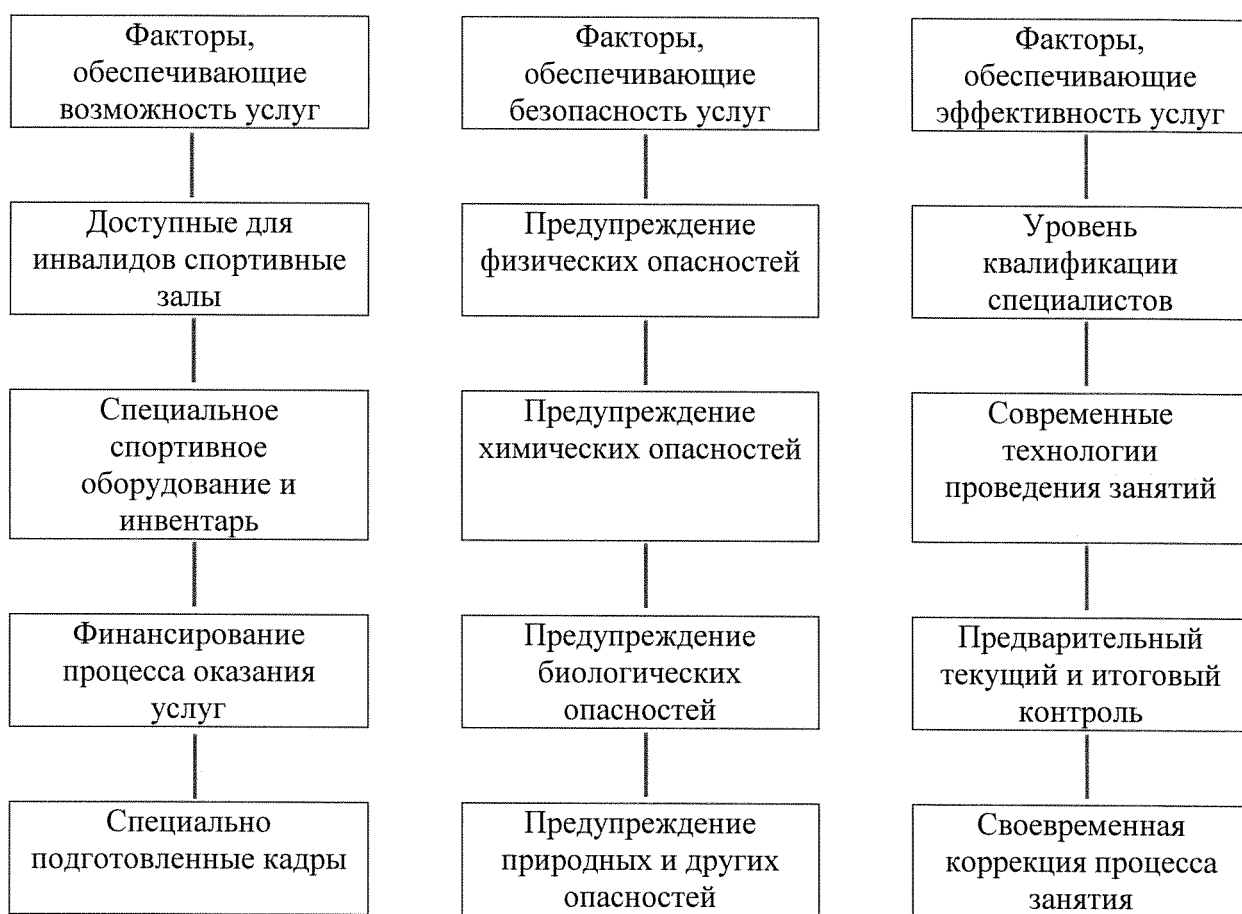 Факторы,
обеспечивающие
возможность услуг
Доступные для
инвалидов спортивные
залы
Специальное
спортивное
оборудование и
инвентарь
Финансирование
процесса оказания
услуг
Специально
подготовленные кадры
Факторы,
обеспечивающие
безопасность услуг
Предупреждение
физических опасностей
Предупреждение
химических опасностей
Предупреждение
биологических
опасностей
Предупреждение
природных и других
опасностей
Факторы,
обеспечивающие
эффективность услуг
Уровень
квалификации
специалистов
Современные
технологии
проведения занятий
Предварительный
текущий и итоговый
контроль
Своевременная
коррекция процесса
занятия